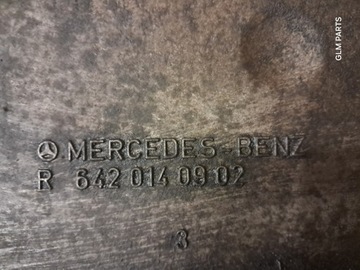 MERCEDES-BENZ
R 642 014 09 02
3
GLM PARTS